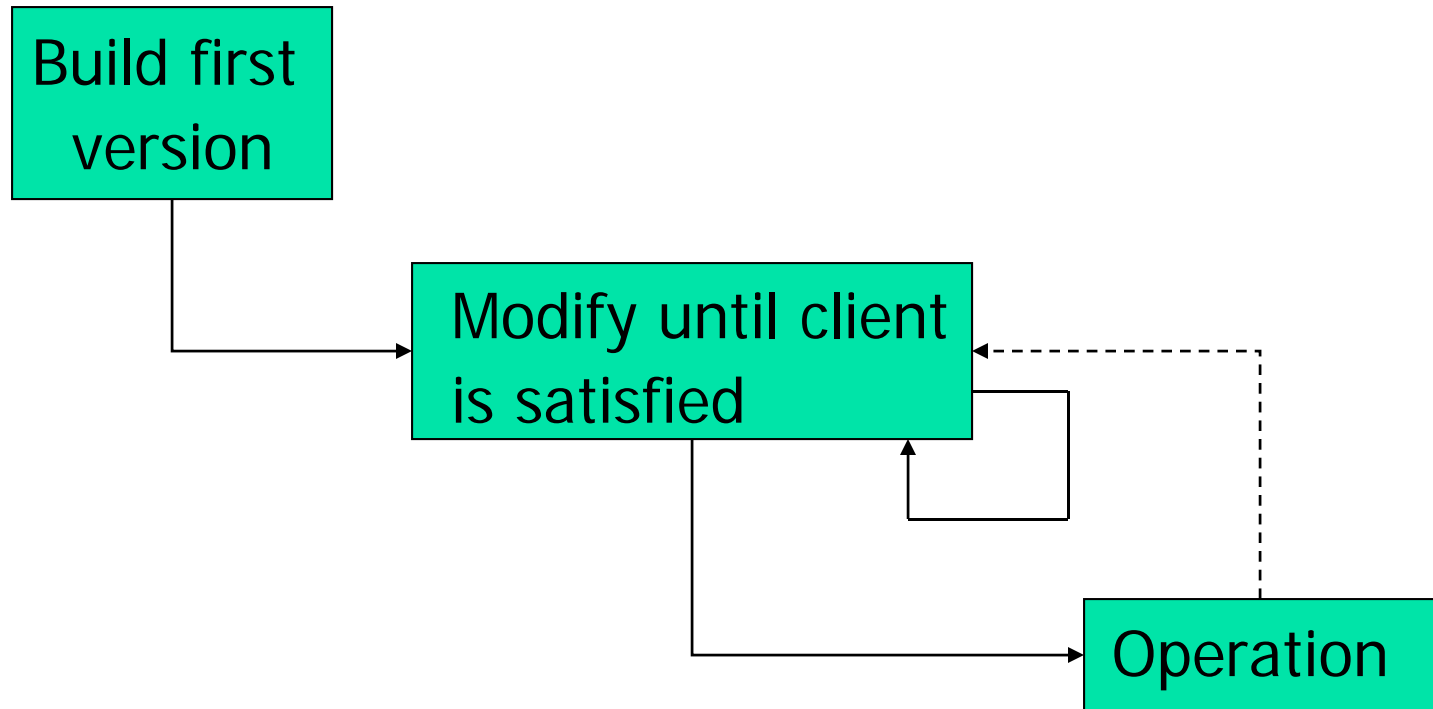 Build first
version
Modify until client
is satisfied
Operation